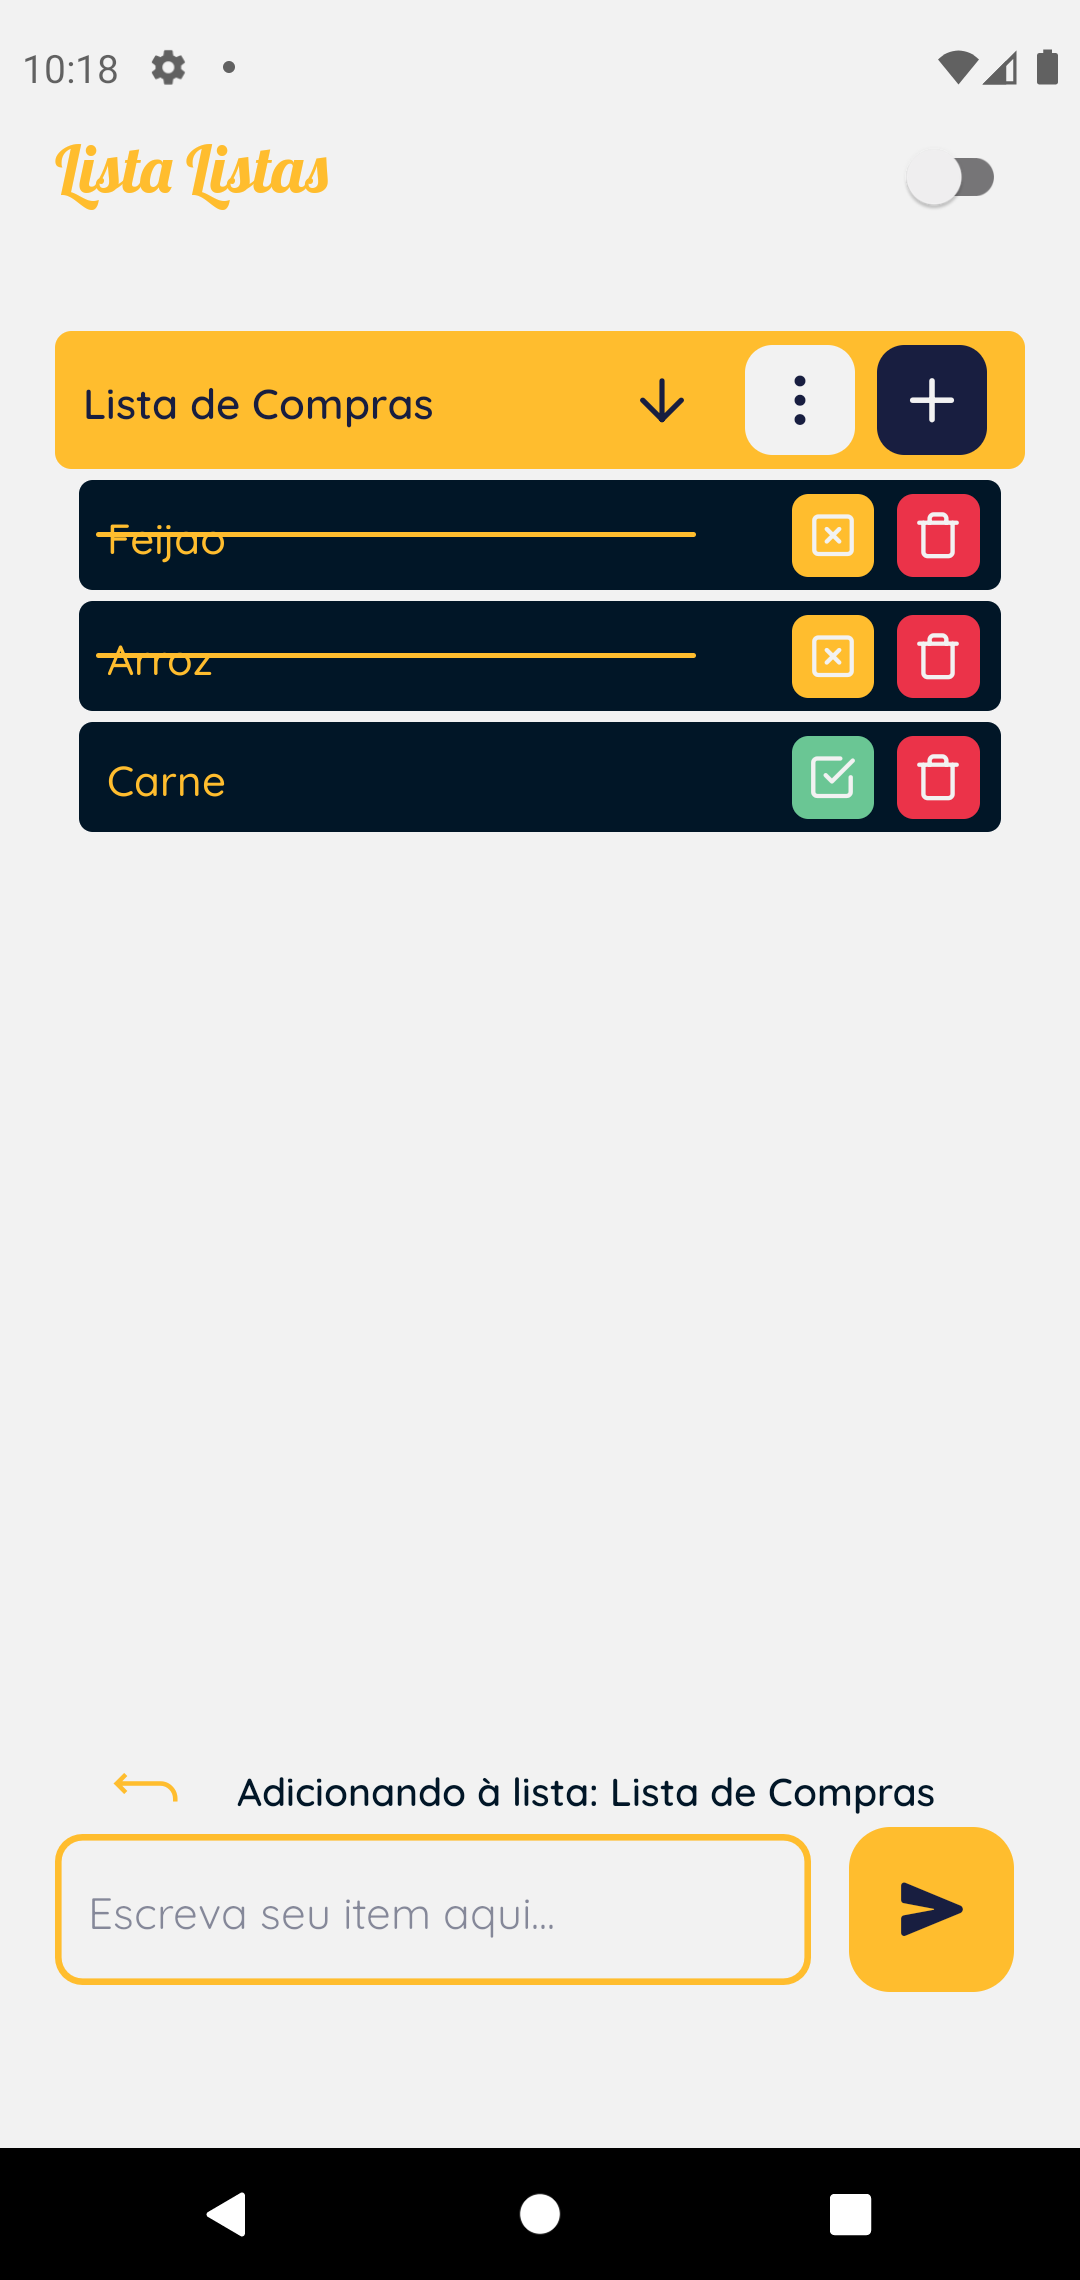 10:18
Lista Listas
Lista de Compras
Feijao
Arroz
Carne
Adicionando à lista: Lista de Compras
Escreva seu item aqui...